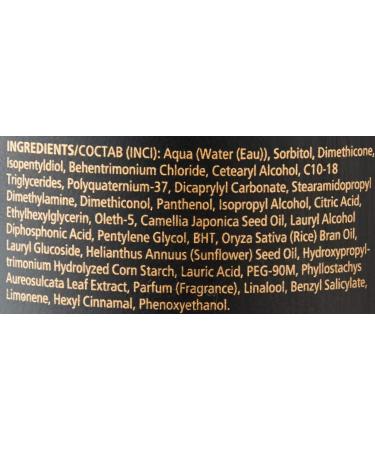 INGREDIENTS/СОСТАВ (INCI): Aqua (Water (Eau)), Sorbitol, Dimethicone,
Isopentyldiol, Behentrimonium Chloride, Cetearyl Alcohol, C10-18
Triglycerides, Polyquaternium-37, Dicaprylyl Carbonate, Stearamidopropyl
Dimethylamine, Dimethiconol, Panthenol, Isopropyl Alcohol, Citric Acid,
Ethylhexylglycerin, Oleth-5, Camellia Japonica Seed Oil, Lauryl Alcohol
Diphosphonic Acid, Pentylene Glycol, BHT, Oryza Sativa (Rice) Bran Oil,
Lauryl Glucoside, Helianthus Annuus (Sunflower) Seed Oil, Hydroxypropyl-
trimonium Hydrolyzed Corn Starch, Lauric Acid, PEG-90M, Phyllostachys
Aureosulcata Leaf Extract, Parfum (Fragrance), Linalool, Benzyl Salicylate,
Limonene, Hexyl Cinnamal, Phenoxyethanol.